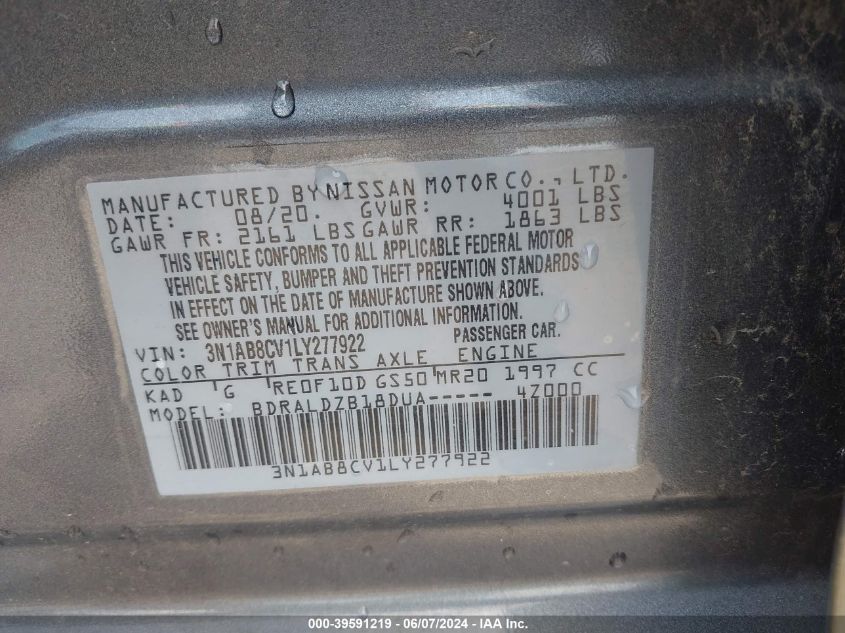 MANUFACTURED BY NISSAN MOTOR CO., LTD.
DATE: 08/20. GVWR: 4001 LBS
GAWR FR: 2161 LBS GAWR RR: 1863 LBS
THIS VEHICLE CONFORMS TO ALL APPLICABLE FEDERAL MOTOR
VEHICLE SAFETY, BUMPER AND THEFT PREVENTION STANDARDS
IN EFFECT ON THE DATE OF MANUFACTURE SHOWN ABOVE.
SEE OWNER'S MANUAL FOR ADDITIONAL INFORMATION.
VIN: 3N1AB8CV1LY277922 PASSENGER CAR.
COLOR TRIM TRANS AXLE ENGINE
KAD 'G 'RE0F10D GS50'MR20 1997 CC
MODEL: BDRALDZB18DUA----- 4Z000
3N1AB8CV1LY277922
000-39591219 - 06/07/2024 - IAA Inc.